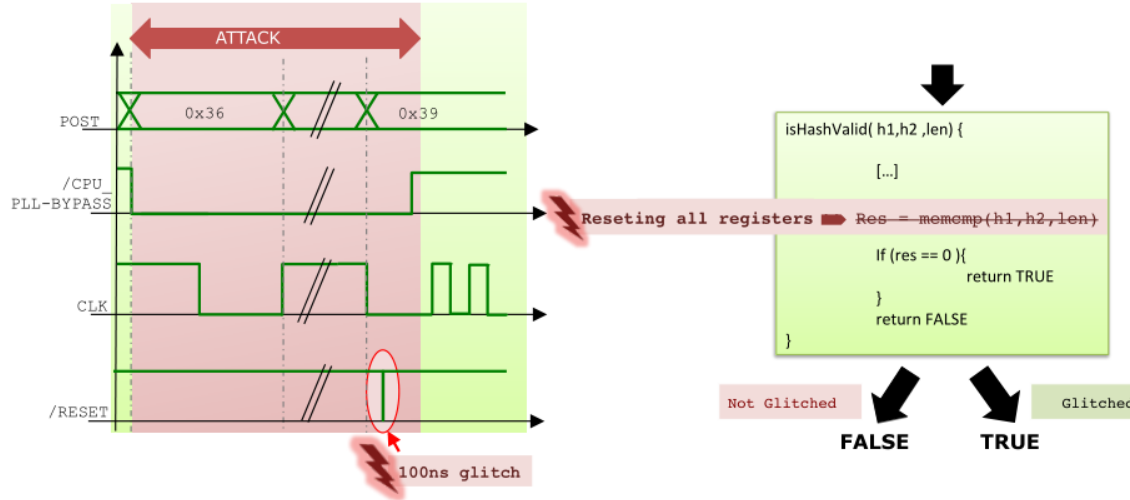 ATTACK
POST
0x36
0x39
/CPU_
PLL-BYPASS
CLK
/RESET
100ns glitch
isHashValid( h1,h2 ,len) {
[...]
Reseting all registers
Res = memcmp(h1,h2,len)
If (res == 0 ){
return TRUE
}
return FALSE
}
Not Glitched
Glitched
FALSE
TRUE